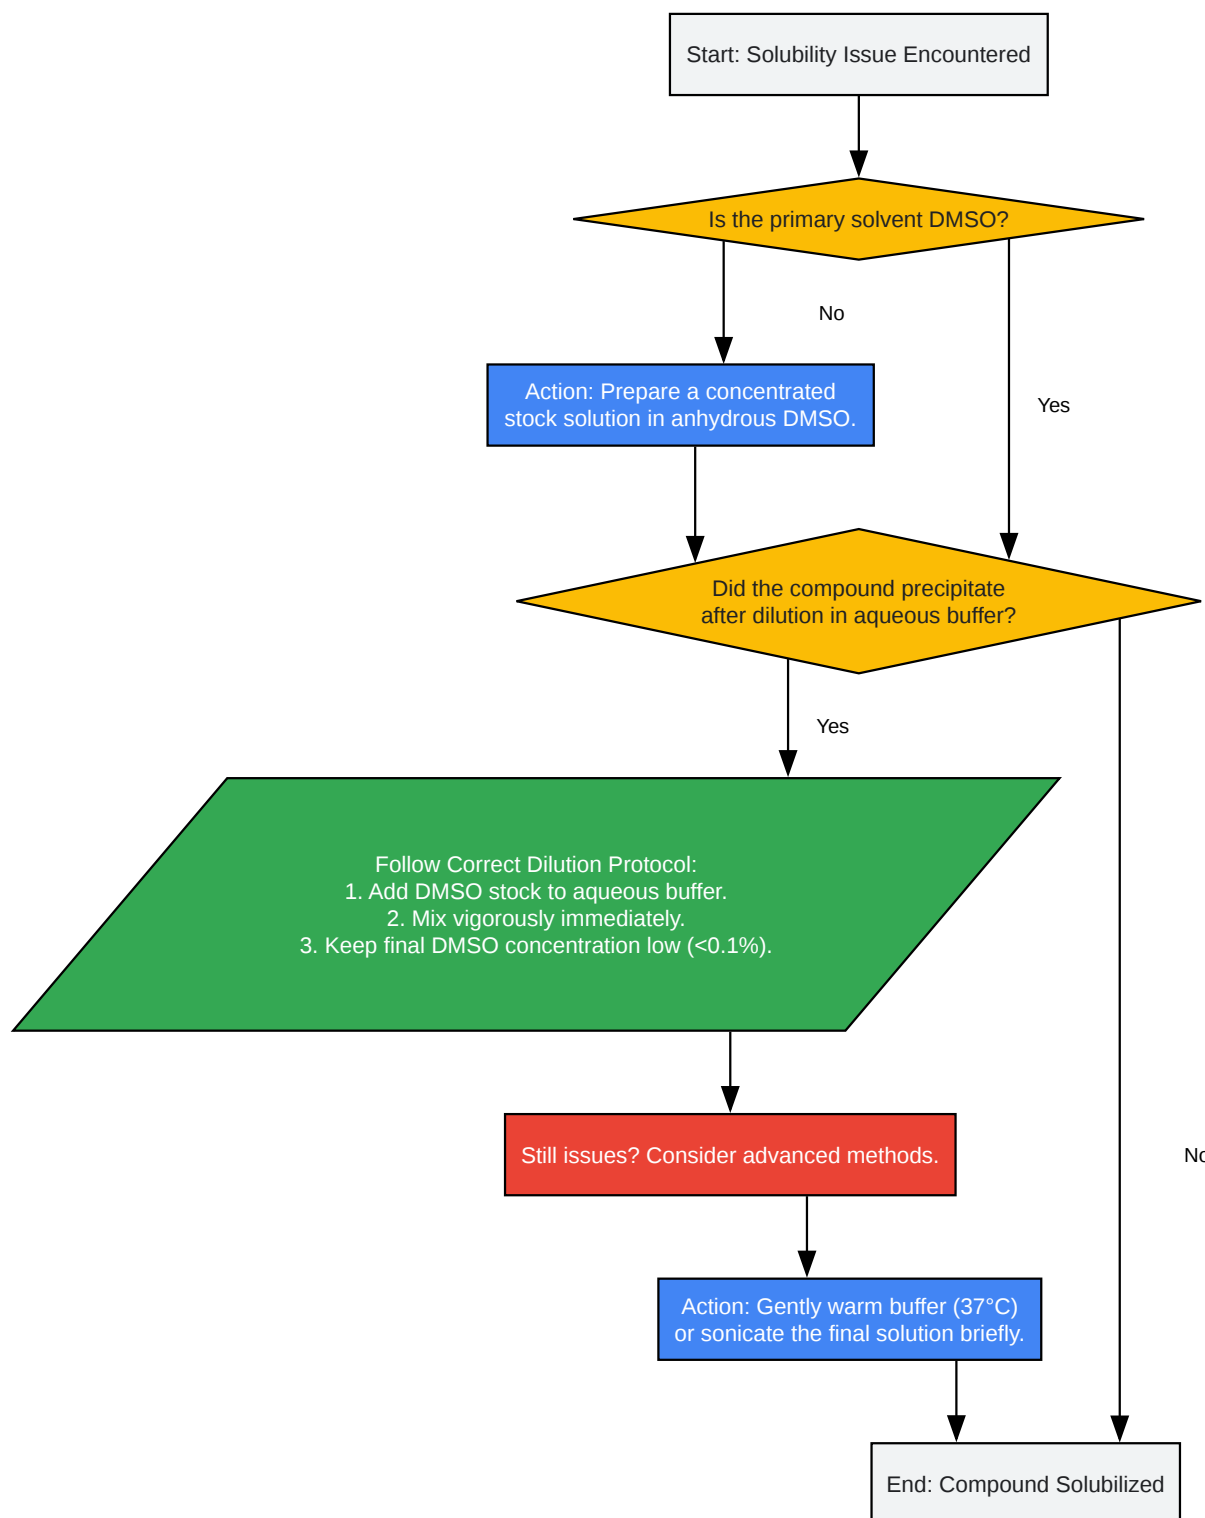 Start: Solubility Issue Encountered
Is the primary solvent DMSO?
No
Action: Prepare a concentrated
stock solution in anhydrous DMSO.
Yes
Did the compound precipitate
after dilution in aqueous buffer?
Yes
Follow Correct Dilution Protocol:
1. Add DMSO stock to aqueous buffer.
2. Mix vigorously immediately.
3. Keep final DMSO concentration low (<0.1%).
Still issues? Consider advanced methods.
No
Action: Gently warm buffer (37°C)
or sonicate the final solution briefly.
End: Compound Solubilized